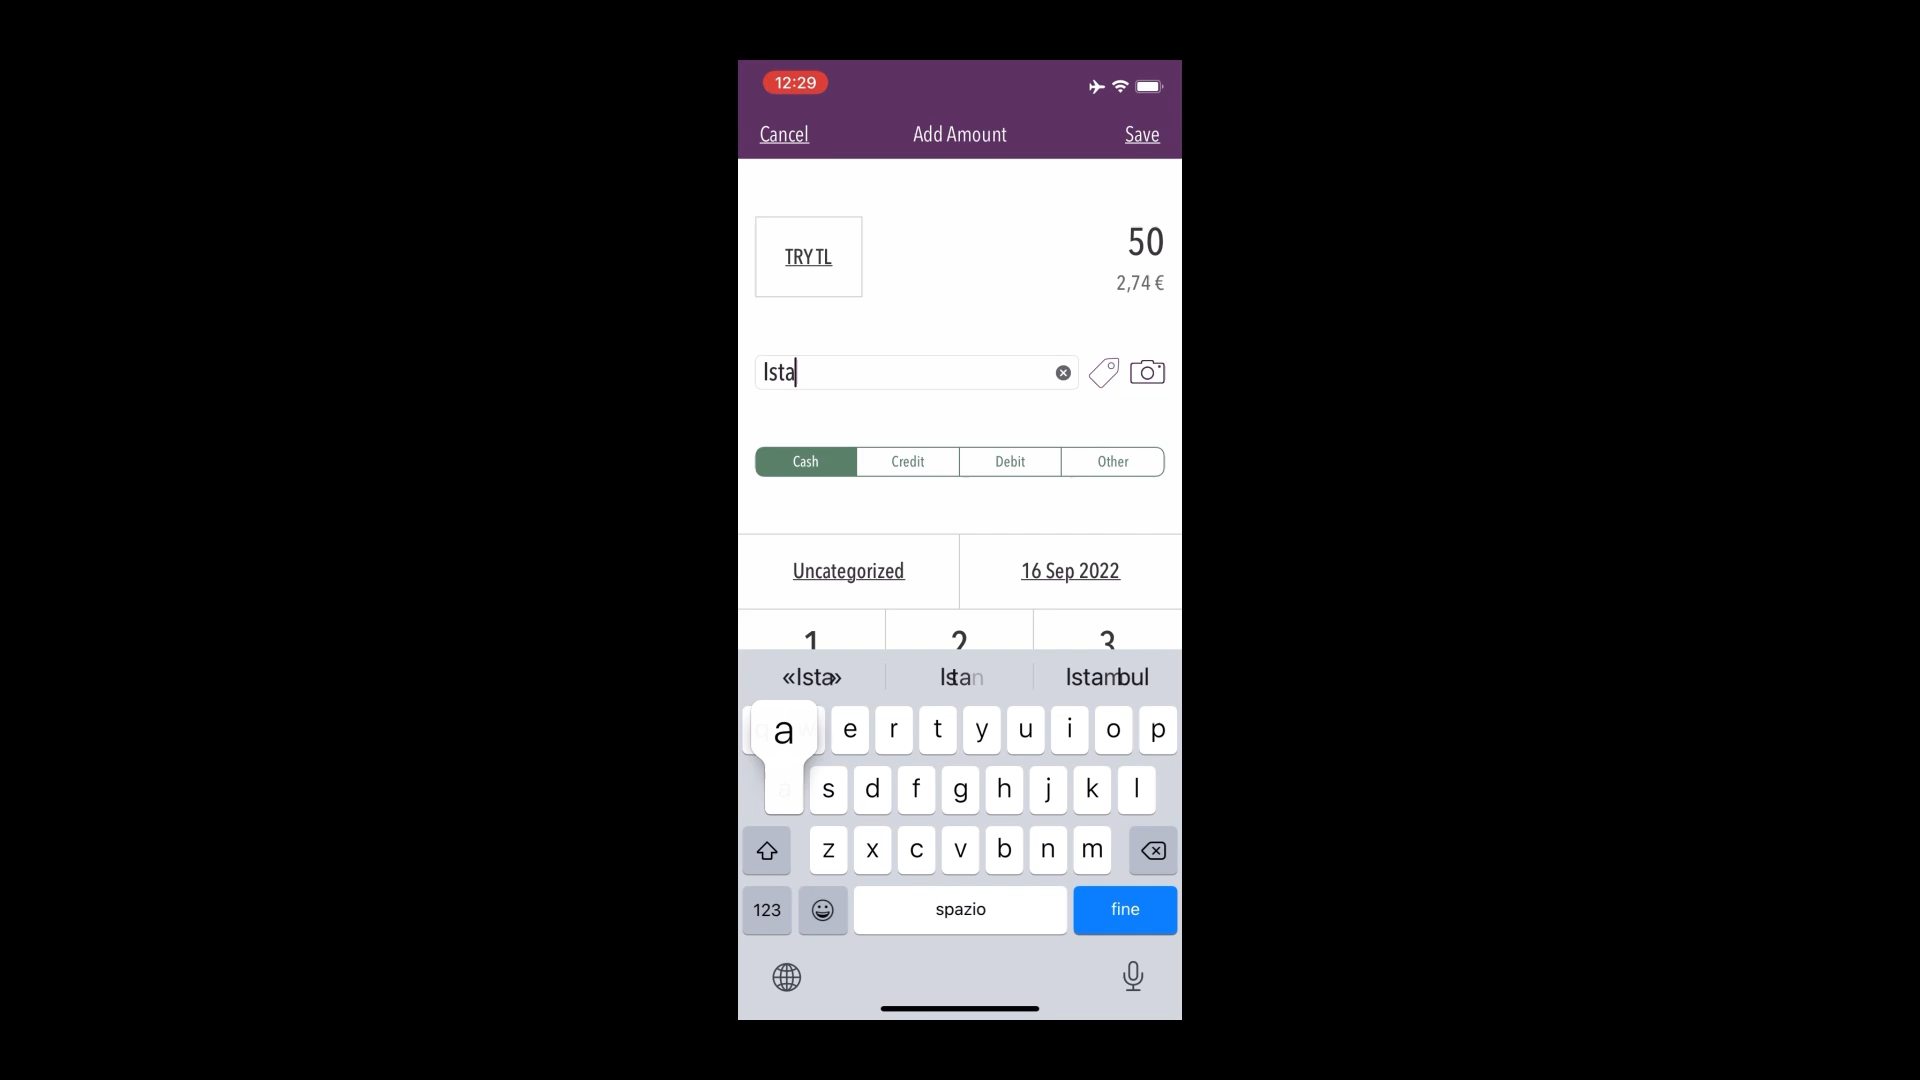 12:29
Cancel Add Amount Save
TRY TL
50
2,74 €
Ista
Cash Credit Debit Other
Uncategorized 16 Sep 2022
1 2 3
«Ista» Istan Istambul
a e r t y u i o p
s d f g h j k l
z x c v b n m
123 spazio fine